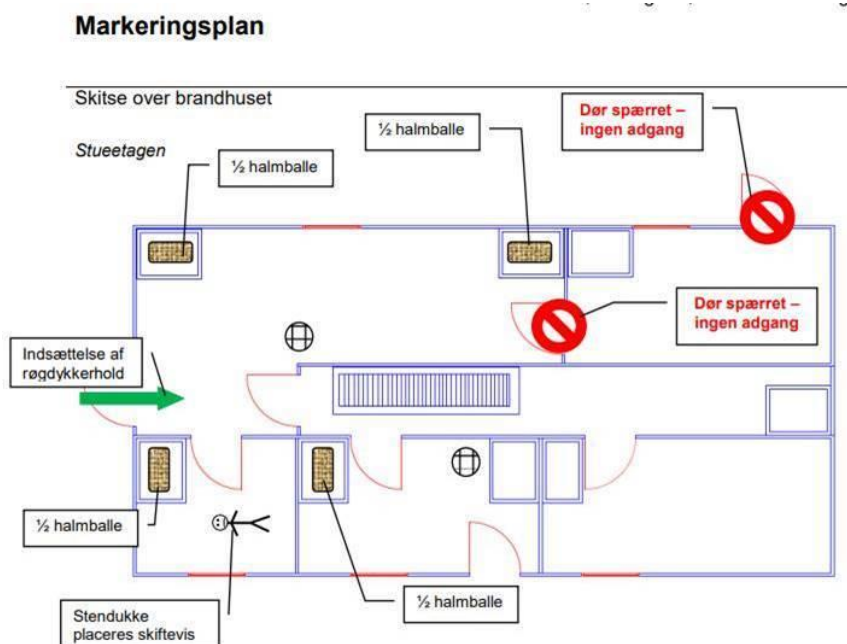 Markeringsplan
Skitse over brandhuset
Stueetagen
½ halmballe
½ halmballe
Dør spærret –
ingen adgang
Dør spærret –
ingen adgang
Indsættelse af
røgdykkerhold
½ halmballe
½ halmballe
Stendukke
placeres skiftevis